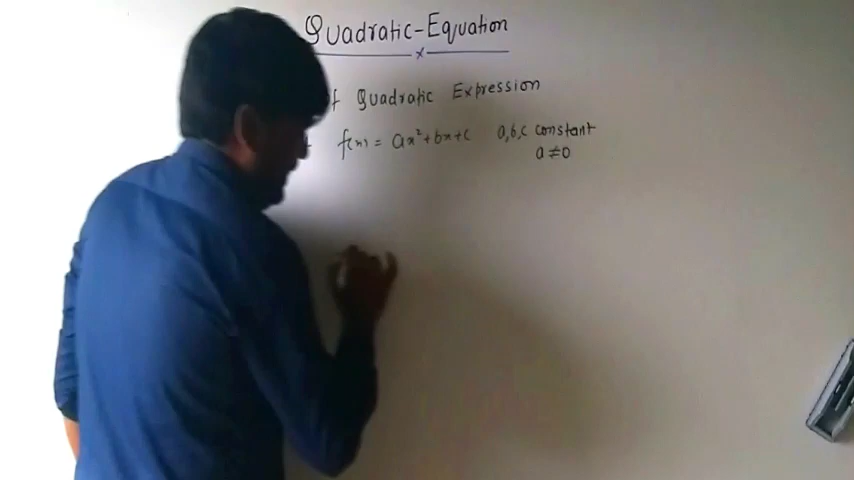 Quadratic-Equation
f Quadratic Expression
f(x) = ax²+bx+c a,b,c constant
a≠0